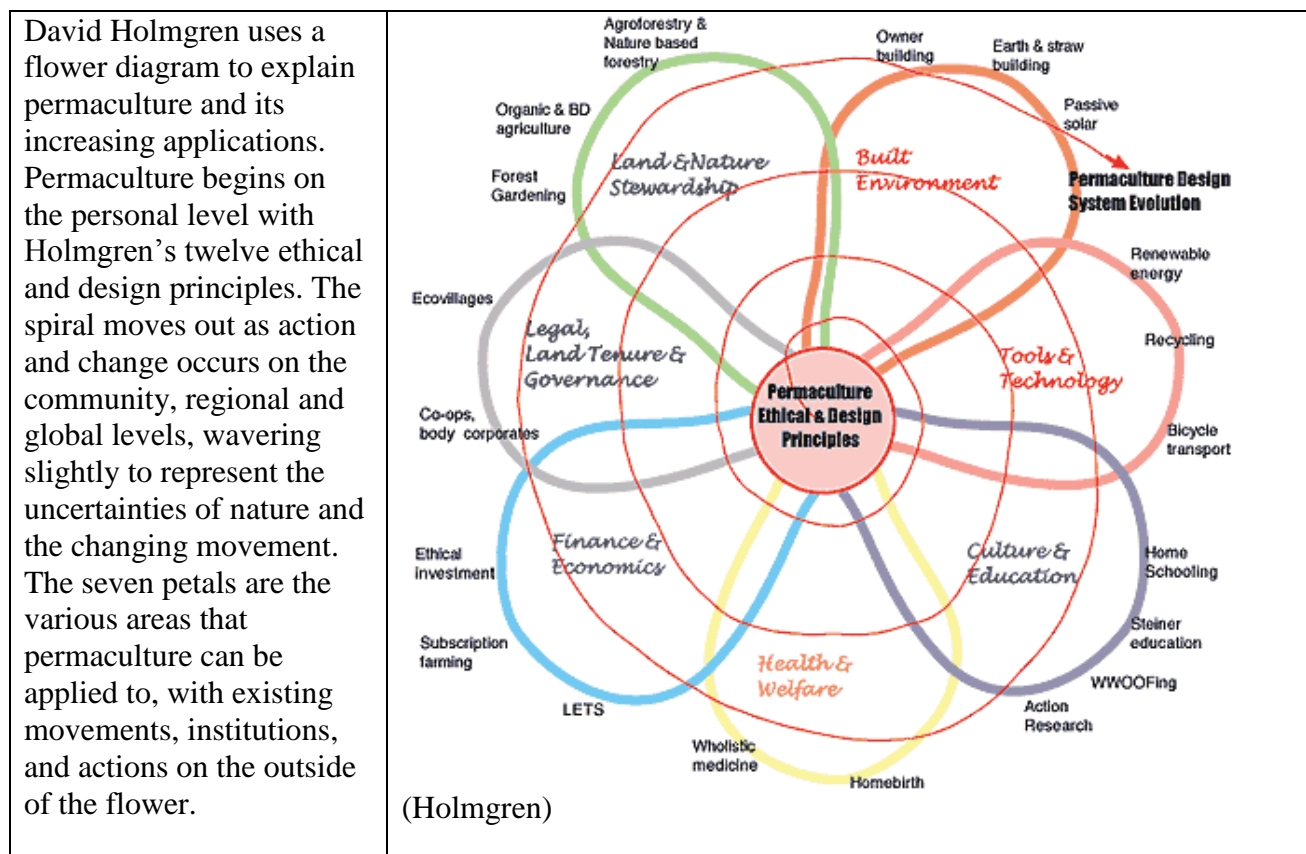 David Holmgren uses a
flower diagram to explain
permaculture and its
increasing applications.
Permaculture begins on
the personal level with
Holmgren’s twelve ethical
and design principles. The
spiral moves out as action
and change occurs on the
community, regional and
global levels, wavering
slightly to represent the
uncertainties of nature and
the changing movement.
The seven petals are the
various areas that
permaculture can be
applied to, with existing
movements, institutions,
and actions on the outside
of the flower.
Agroforestry &
Nature based
forestry
Organic & BD
agriculture
Forest
Gardening
Land & Nature
Stewardship
Owner
building
Earth & straw
building
Passive
solar
Built
Environment
Permaculture Design
System Evolution
Renewable
energy
Recycling
Bicycle
transport
Tools &
Technology
Ecovillages
Legal,
Land Tenure &
Governance
Co-ops,
body corporates
Permaculture
Ethical & Design
Principles
Ethical
investment
Finance &
Economics
Subscription
farming
LETS
Culture &
Education
Home
Schooling
Steiner
education
WWOOFing
Action
Research
Health &
Welfare
Wholistic
medicine
Homebirth
(Holmgren)